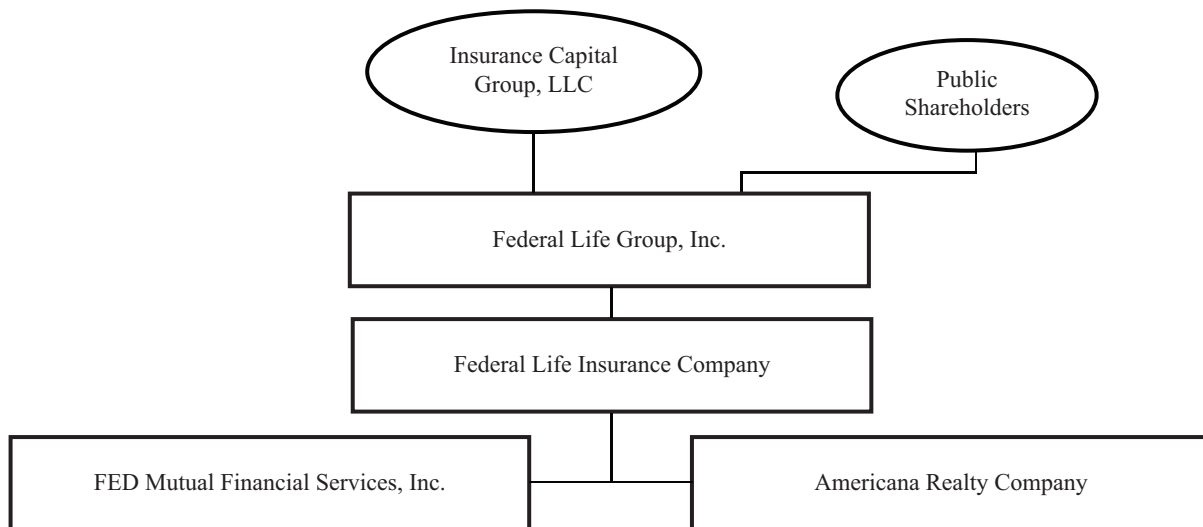 Insurance Capital
Group, LLC
Public
Shareholders
Federal Life Group, Inc.
Federal Life Insurance Company
FED Mutual Financial Services, Inc.
Americana Realty Company